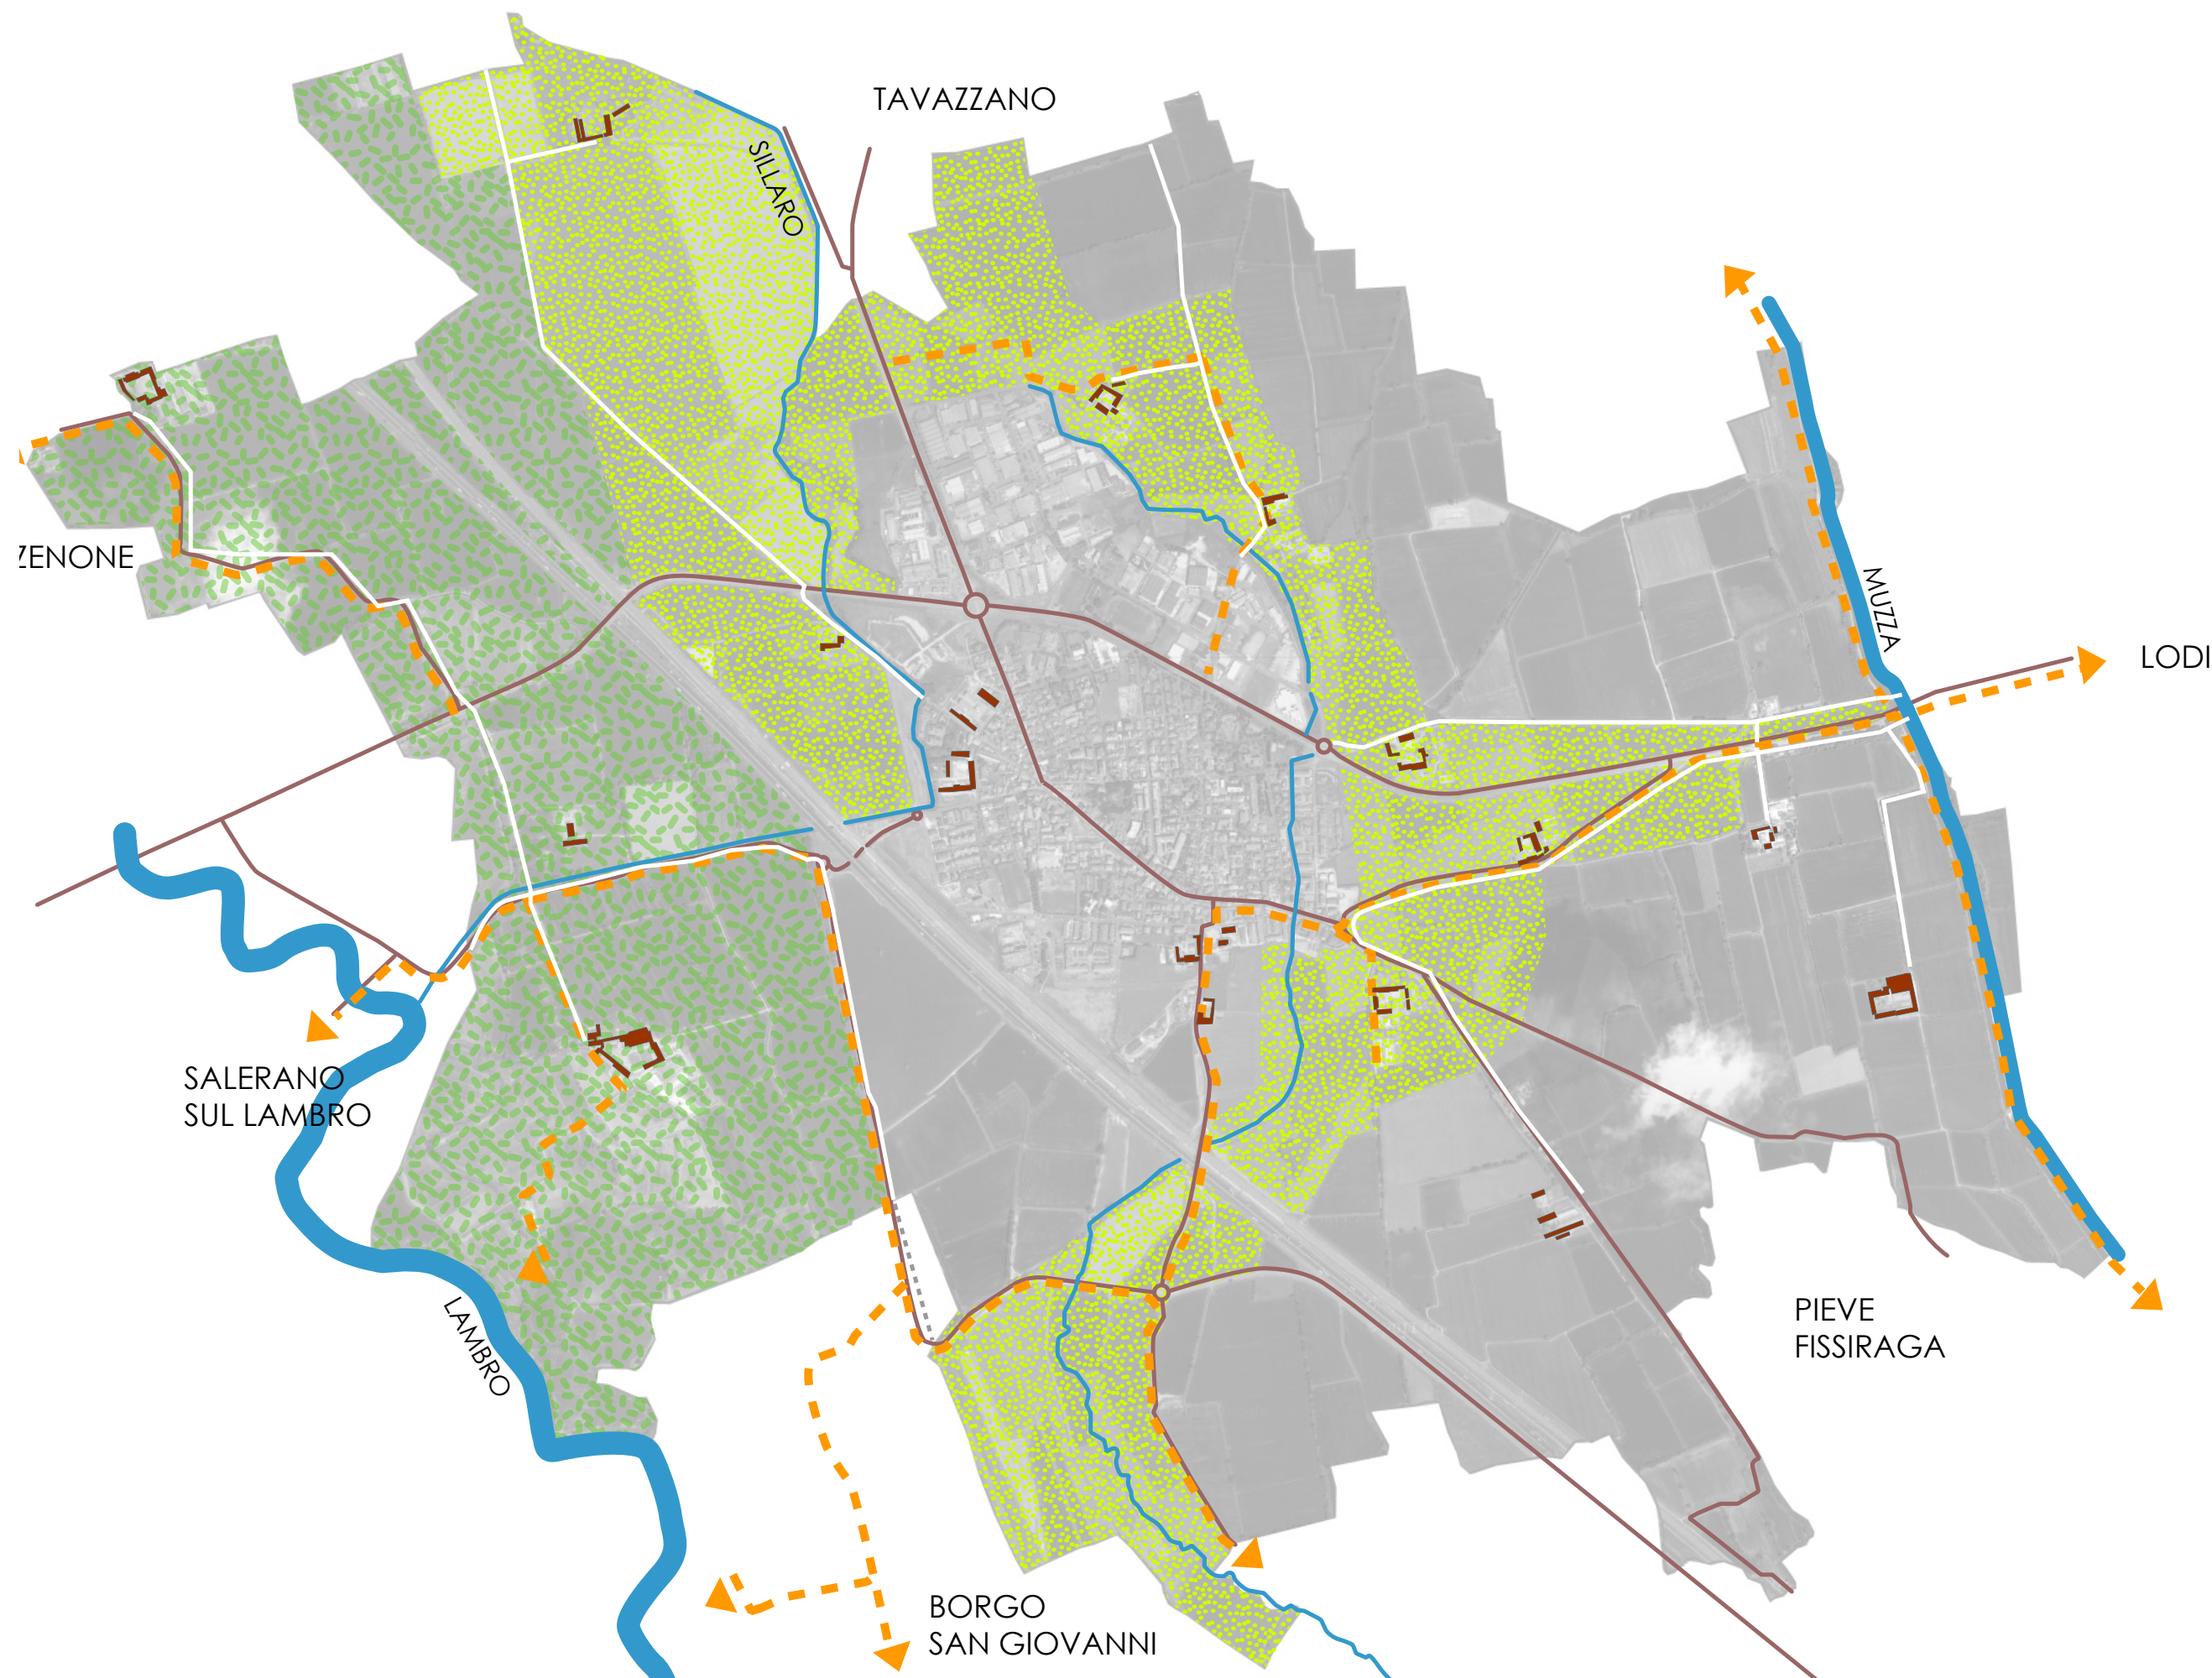 TAVAZZANO
SILLARO
ZENONE
MUZZA
LODI
SALERANO
SUL LAMBRO
LAMBRO
PIEVE
FISSIRAGA
BORGO
SAN GIOVANNI